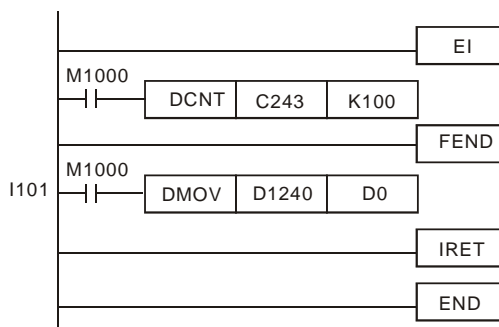 EI
M1000
DCNT C243 K100
FEND
M1000
I101 DMOV D1240 D0
IRET
END